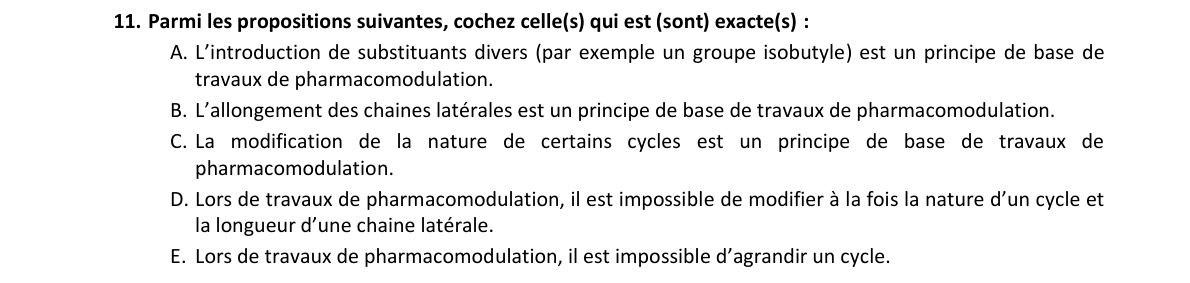 11. Parmi les propositions suivantes, cochez celle(s) qui est (sont) exacte(s) :
A. L’introduction de substituants divers (par exemple un groupe isobutyle) est un principe de base de
travaux de pharmacomodulation.
B. L’allongement des chaines latérales est un principe de base de travaux de pharmacomodulation.
C. La modification de la nature de certains cycles est un principe de base de travaux de
pharmacomodulation.
D. Lors de travaux de pharmacomodulation, il est impossible de modifier à la fois la nature d’un cycle et
la longueur d’une chaine latérale.
E. Lors de travaux de pharmacomodulation, il est impossible d’agrandir un cycle.